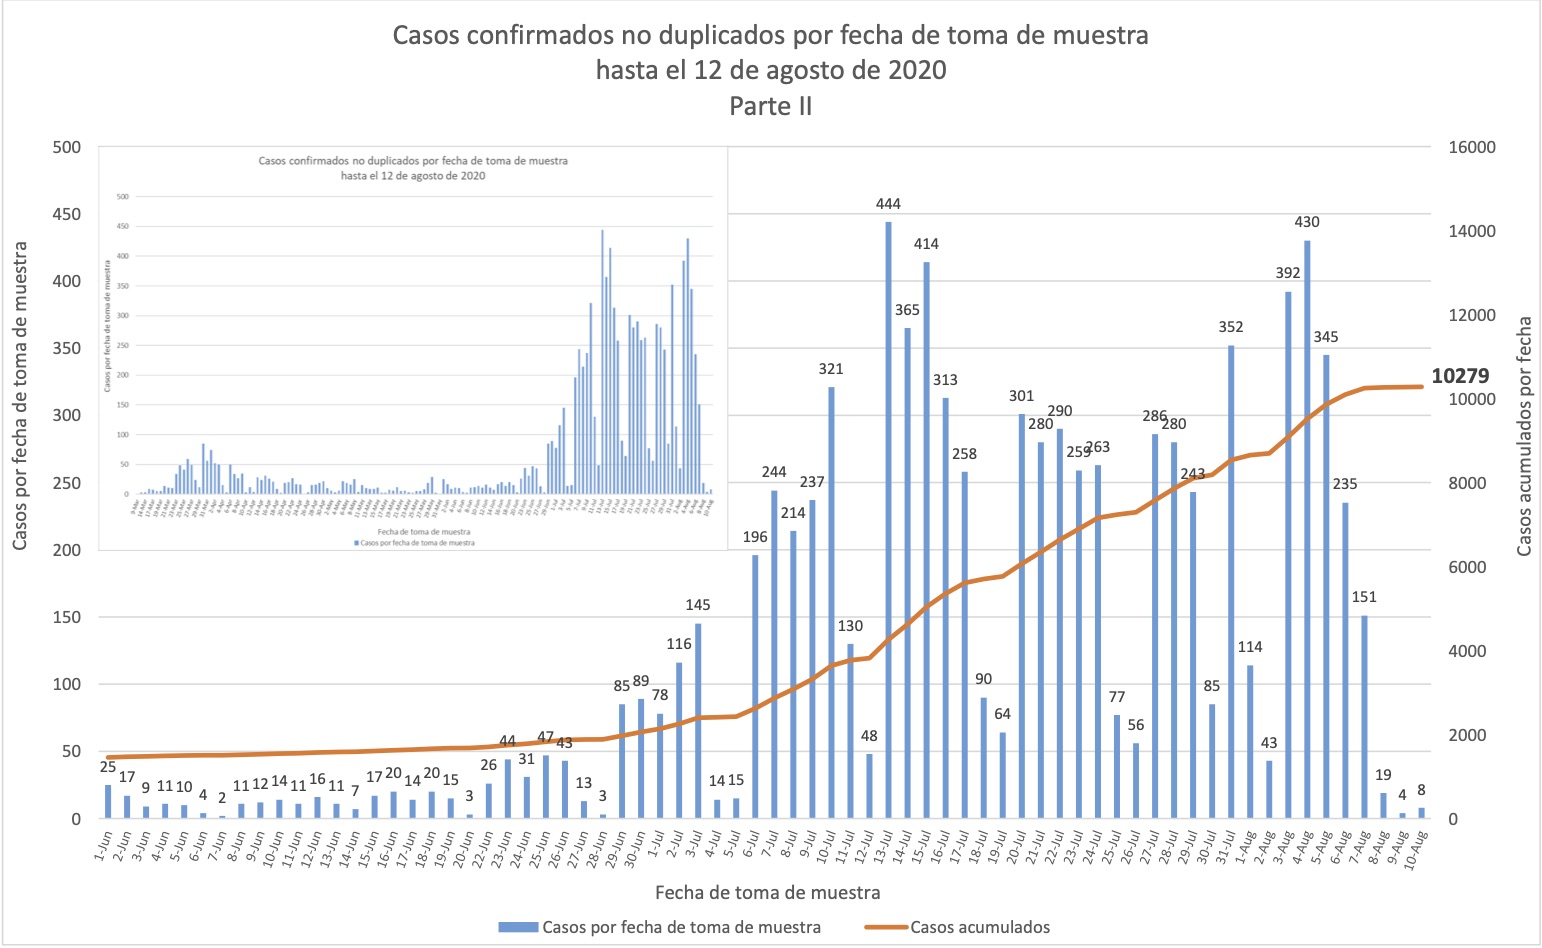 Casos confirmados no duplicados por fecha de toma de muestra
hasta el 12 de agosto de 2020
Parte II
Casos por fecha de toma de muestra
500
450
400
350
300
250
200
150
100
50
0
Casos confirmados no duplicados por fecha de toma de muestra
hasta el 12 de agosto de 2020
Casos por fecha de toma de muestra
500
450
400
350
300
250
200
150
100
50
0
Fecha de toma de muestra
Casos por fecha de toma de muestra
25 17 9 11 10 4 2 11 12 14 11 16 11 7 17 20 14 20 15 3 26 44 31 47 43 13 3 85 89 78 116 145 14 15 196 244 214 237 321 130 48 444 365 414 313 258 90 64 301 280 290 259 263 77 56 286 280 243 85 352 114 43 392 430 345 235 151 19 4 8
10279
16000
14000
12000
10000
8000
6000
4000
2000
0
Casos acumulados por fecha
1-Jun 2-Jun 3-Jun 4-Jun 5-Jun 6-Jun 7-Jun 8-Jun 9-Jun 10-Jun 11-Jun 12-Jun 13-Jun 14-Jun 15-Jun 16-Jun 17-Jun 18-Jun 19-Jun 20-Jun 22-Jun 23-Jun 24-Jun 25-Jun 26-Jun 27-Jun 28-Jun 29-Jun 30-Jun 1-Jul 2-Jul 3-Jul 4-Jul 5-Jul 6-Jul 7-Jul 8-Jul 9-Jul 10-Jul 11-Jul 12-Jul 13-Jul 14-Jul 15-Jul 16-Jul 17-Jul 18-Jul 19-Jul 20-Jul 21-Jul 22-Jul 23-Jul 24-Jul 25-Jul 26-Jul 27-Jul 28-Jul 29-Jul 30-Jul 31-Jul 1-Aug 2-Aug 3-Aug 4-Aug 5-Aug 6-Aug 7-Aug 8-Aug 9-Aug 10-Aug
Fecha de toma de muestra
Casos por fecha de toma de muestra
Casos acumulados